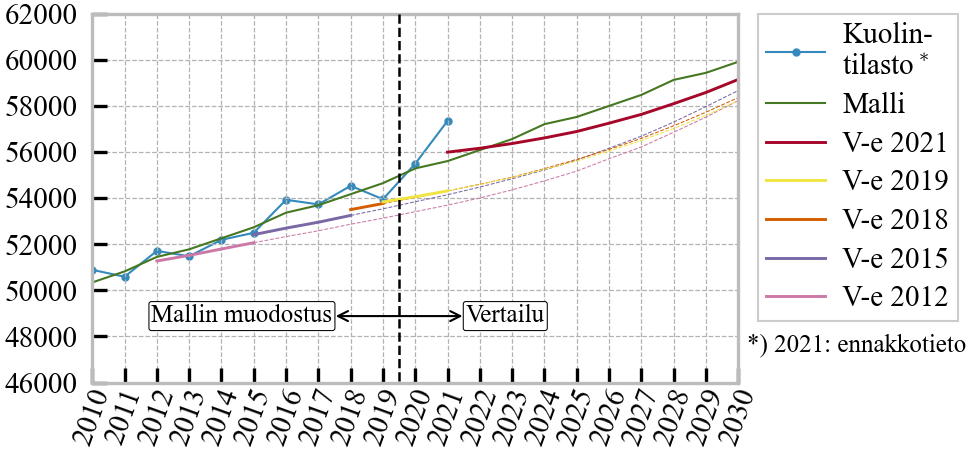 62000
60000
58000
56000
54000
52000
50000
48000
46000
Mallin muodostus
Vertailu
2010
2011
2012
2013
2014
2015
2016
2017
2018
2019
2020
2021
2022
2023
2024
2025
2026
2027
2028
2029
2030
Kuolin-
tilasto *
Malli
V-e 2021
V-e 2019
V-e 2018
V-e 2015
V-e 2012
*) 2021: ennakkotieto